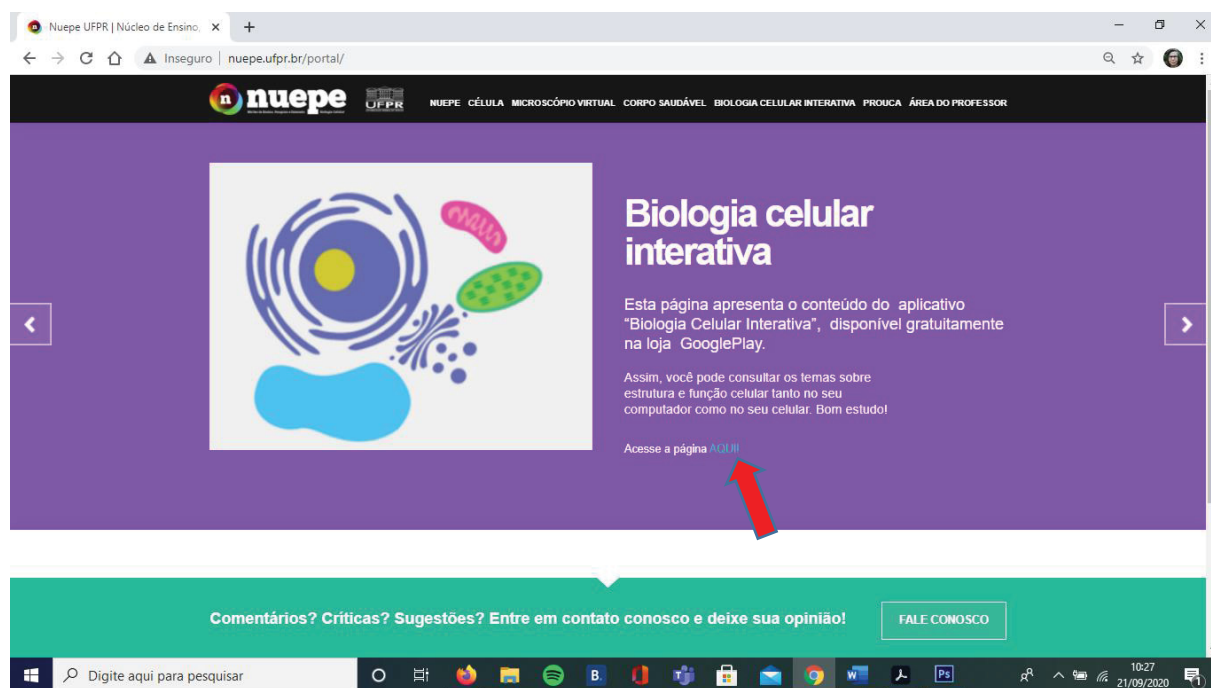 Nuepe UFPR | Núcleo de Ensino,
Inseguro | nuepe.ufpr.br/portal/
nuepe UFPR NUEPE CÉLULA MICROSCÓPIO VIRTUAL CORPO SAUDÁVEL BIOLOGIA CELULAR INTERATIVA PROUCA ÁREA DO PROFESSOR
Biologia celular
interativa
Esta página apresenta o conteúdo do aplicativo
“Biologia Celular Interativa”, disponível gratuitamente
na loja GooglePlay.
Assim, você pode consultar os temas sobre
estrutura e função celular tanto no seu
computador como no seu celular. Bom estudo!
Acesse a página AQUI!
Comentários? Críticas? Sugestões? Entre em contato conosco e deixe sua opinião!
FALE CONOSCO
Digite aqui para pesquisar
10:27
21/09/2020